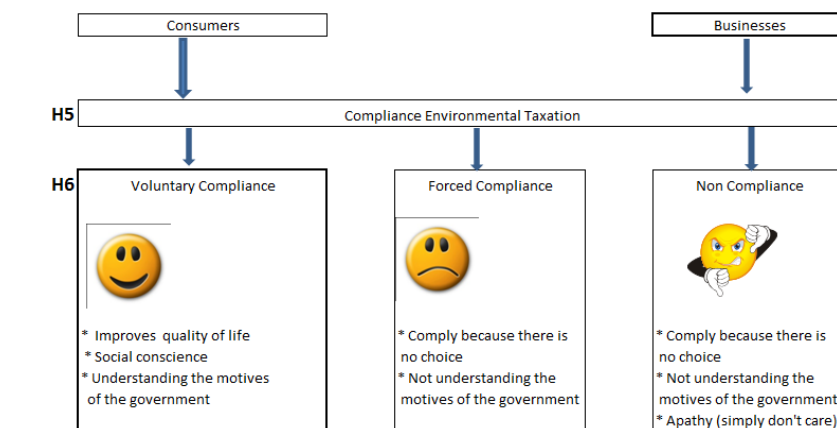 Consumers
Businesses
H5
Compliance Environmental Taxation
H6
Voluntary Compliance
Forced Compliance
Non Compliance
* Improves quality of life
* Social conscience
* Understanding the motives
of the government
* Comply because there is
no choice
* Not understanding the
motives of the government
* Comply because there is
no choice
* Not understanding the
motives of the government
* Apathy (simply don't care)